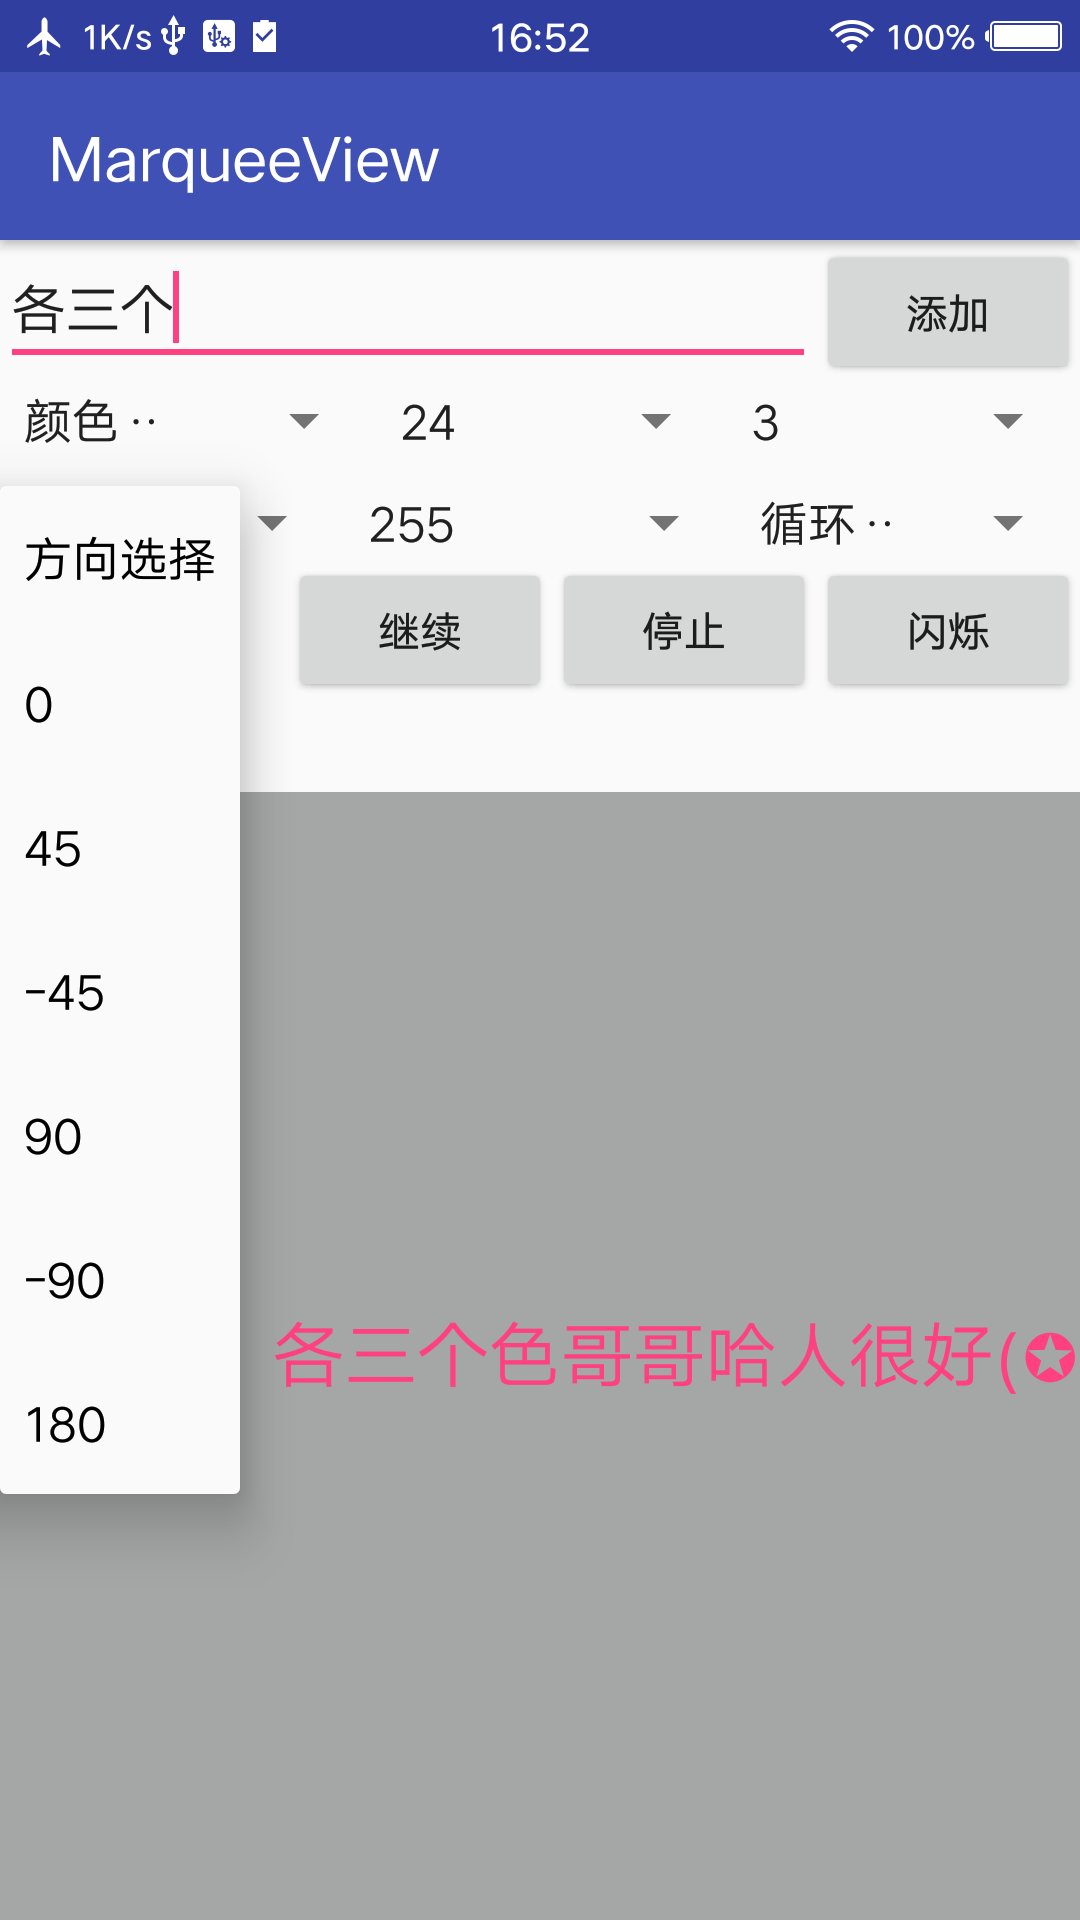 1K/s 16:52 100%
MarqueeView
各三个 添加
颜色 ·· 24 3
255 循环 ··
方向选择
继续 停止 闪烁
0
45
-45
90
-90
各三个色哥哥哈人很好(✪
180